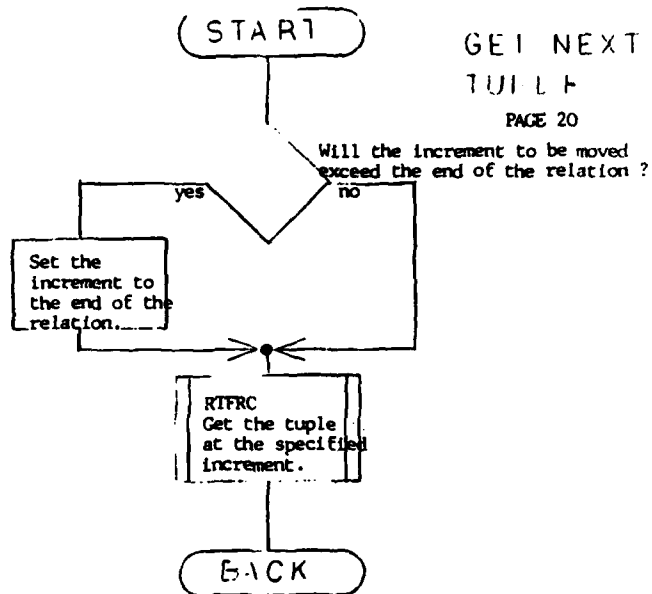 START
GET NEXT
TUPLE
PAGE 20
Will the increment to be moved
exceed the end of the relation ?
yes
no
Set the
increment to
the end of the
relation.
RTFRC
Get the tuple
at the specified
increment.
BACK